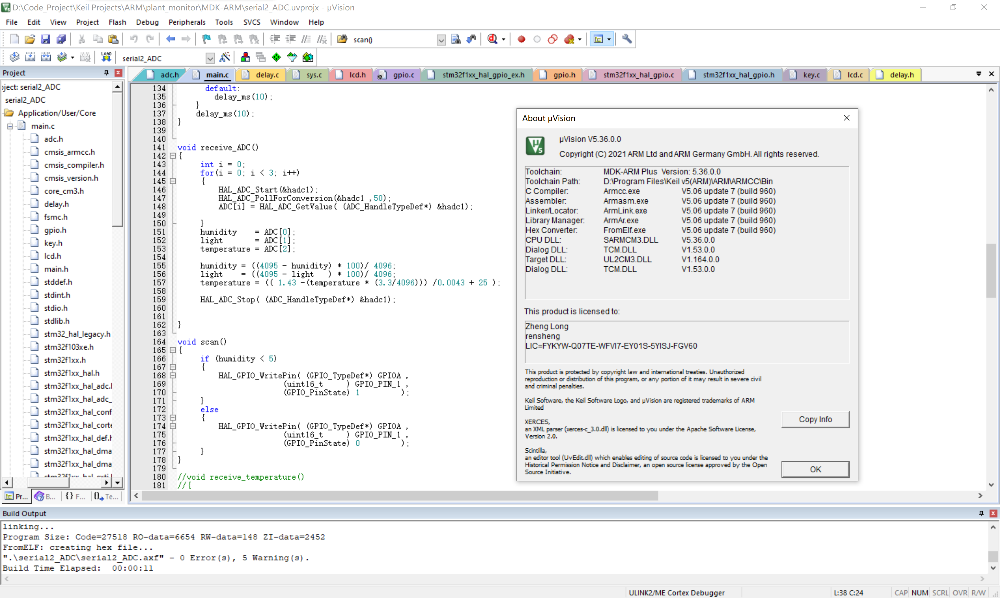 D:\Code_Project\Keil Projects\ARM\plant_monitor\MDK-ARM\serial2_ADC.uvprojx - µVision
File Edit View Project Flash Debug Peripherals Tools SVCS Window Help
scan()
LOAD serial2_ADC
Project
adc.h main.c delay.c sys.c lcd.h gpio.c stm32f1xx_hal_gpio_ex.h gpio.h stm32f1xx_hal_gpio.c stm32f1xx_hal_gpio.h key.c lcd.c delay.h
oject: serial2_ADC
serial2_ADC
Application/User/Core
main.c
adc.h
cmsis_armcc.h
cmsis_compiler.h
cmsis_version.h
core_cm3.h
delay.h
fsmc.h
gpio.h
key.h
lcd.h
main.h
stddef.h
stdint.h
stdio.h
stdlib.h
stm32_hal_legacy.h
stm32f103xe.h
stm32f1xx.h
stm32f1xx_hal.h
stm32f1xx_hal_adc.h
stm32f1xx_hal_adc_
stm32f1xx_hal_conf
stm32f1xx_hal_corte
stm32f1xx_hal_def.h
stm32f1xx_hal_dma
stm32f1xx_hal_dma
stm32f1xx_hal_exti.h
Pr... B... {} F... 0 Te...
134 default:
135 delay_ms(10);
136 }
137 delay_ms(10);
138 }
139
140
141 void receive_ADC()
142 {
143 int i = 0;
144 for(i = 0; i < 3; i++)
145 {
146 HAL_ADC_Start(&hadc1);
147 HAL_ADC_PollForConversion(&hadc1 ,50);
148 ADC[i] = HAL_ADC_GetValue( (ADC_HandleTypeDef*) &hadc1);
149
150 }
151 humidity    = ADC[0];
152 light       = ADC[1];
153 temperature = ADC[2];
154
155 humidity = ((4095 - humidity) * 100)/ 4096;
156 light    = ((4095 - light   ) * 100)/ 4096;
157 temperature = (( 1.43 -(temperature * (3.3/4096))) /0.0043 + 25 );
158
159 HAL_ADC_Stop( (ADC_HandleTypeDef*) &hadc1);
160
161
162 }
163
164 void scan()
165 {
166 if (humidity < 5)
167 {
168 HAL_GPIO_WritePin( (GPIO_TypeDef*) GPIOA ,
169 (uint16_t     ) GPIO_PIN_1 ,
170 (GPIO_PinState) 1         );
171 }
172 else
173 {
174 HAL_GPIO_WritePin( (GPIO_TypeDef*) GPIOA ,
175 (uint16_t     ) GPIO_PIN_1 ,
176 (GPIO_PinState) 0         );
177 }
178 }
179
180 //void receive_temperature()
181 //{
About µVision
µVision V5.36.0.0
Copyright (C) 2021 ARM Ltd and ARM Germany GmbH. All rights reserved.
Toolchain: MDK-ARM Plus Version: 5.36.0.0
Toolchain Path: D:\Program Files\Keil v5(ARM)\ARM\ARMCC\Bin
C Compiler: Armcc.exe V5.06 update 7 (build 960)
Assembler: Armasm.exe V5.06 update 7 (build 960)
Linker/Locator: ArmLink.exe V5.06 update 7 (build 960)
Library Manager: ArmAr.exe V5.06 update 7 (build 960)
Hex Converter: FromElf.exe V5.06 update 7 (build 960)
CPU DLL: SARMCM3.DLL V5.36.0.0
Dialog DLL: TCM.DLL V1.53.0.0
Target DLL: UL2CM3.DLL V1.164.0.0
Dialog DLL: TCM.DLL V1.53.0.0
This product is licensed to:
Zheng Long
rensheng
LIC=FYKYW-Q07TE-WFVI7-EY01S-5YISJ-FGV60
This product is protected by copyright law and international treaties. Unauthorized
reproduction or distribution of this program, or any portion of it may result in severe civil
and criminal penalties.
Keil Software, the Keil Software Logo, and µVision are registered trademarks of ARM
Limited
XERCES,
an XML parser (xerces-c_3.0.dll) is licensed to you under the Apache Software License,
Version 2.0.
Scintilla,
an editor tool (UvEdit.dll) which enables editing of source code is licensed to you under the
Historical Permission Notice and Disclaimer, an open source license approved by the Open
Source Initiative.
Copy Info
OK
Build Output
linking...
Program Size: Code=27518 RO-data=6654 RW-data=148 ZI-data=2452
FromELF: creating hex file...
".\serial2_ADC\serial2_ADC.axf" - 0 Error(s), 5 Warning(s).
Build Time Elapsed:  00:00:11
ULINK2/ME Cortex Debugger L:38 C:24 CAP NUM SCRL OVR R/W